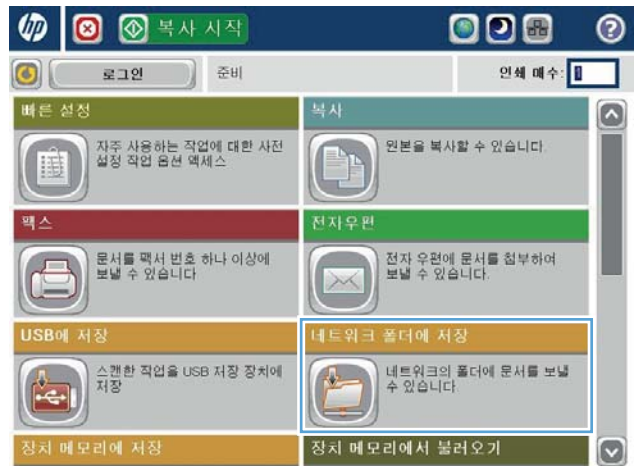 hp
복사 시작
?
로그인
준비
인쇄 매수: 1
빠른 설정
복사
자주 사용하는 작업에 대한 사전
설정 작업 옵션 액세스
원본을 복사할 수 있습니다.
팩스
전자우편
문서를 팩서 번호 하나 이상에
보낼 수 있습니다
전자 우편에 문서를 첨부하여
보낼 수 있습니다.
USB에 저장
네트워크 폴더에 저장
스캔한 작업을 USB 저장 장치에
저장
네트워크의 폴더에 문서를 보낼
수 있습니다.
장치 메모리에 저장
장치 메모리에서 불러오기